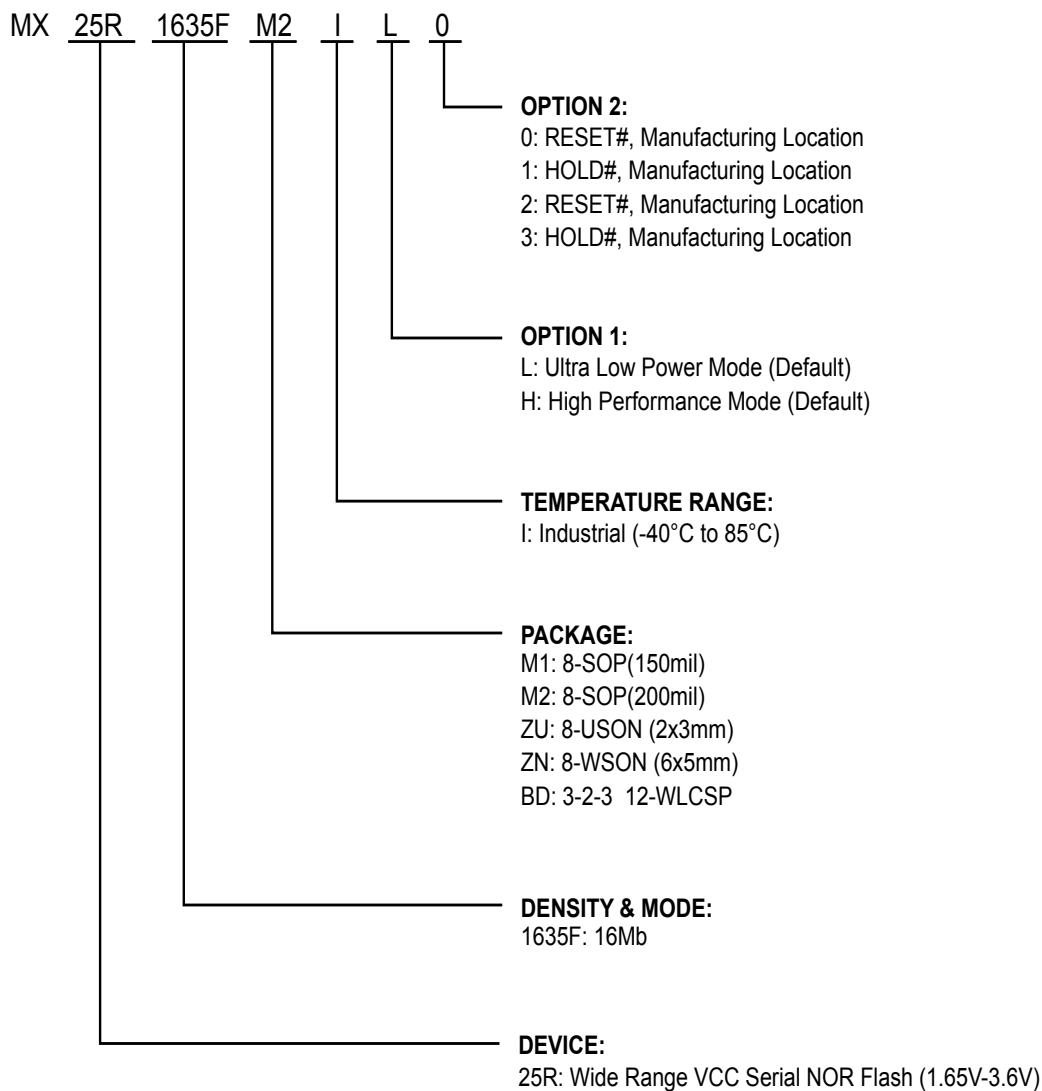 MX 25R 1635F M2 I L 0
OPTION 2:
0: RESET#, Manufacturing Location
1: HOLD#, Manufacturing Location
2: RESET#, Manufacturing Location
3: HOLD#, Manufacturing Location
OPTION 1:
L: Ultra Low Power Mode (Default)
H: High Performance Mode (Default)
TEMPERATURE RANGE:
I: Industrial (-40°C to 85°C)
PACKAGE:
M1: 8-SOP(150mil)
M2: 8-SOP(200mil)
ZU: 8-USON (2x3mm)
ZN: 8-WSON (6x5mm)
BD: 3-2-3 12-WLCSP
DENSITY & MODE:
1635F: 16Mb
DEVICE:
25R: Wide Range VCC Serial NOR Flash (1.65V-3.6V)